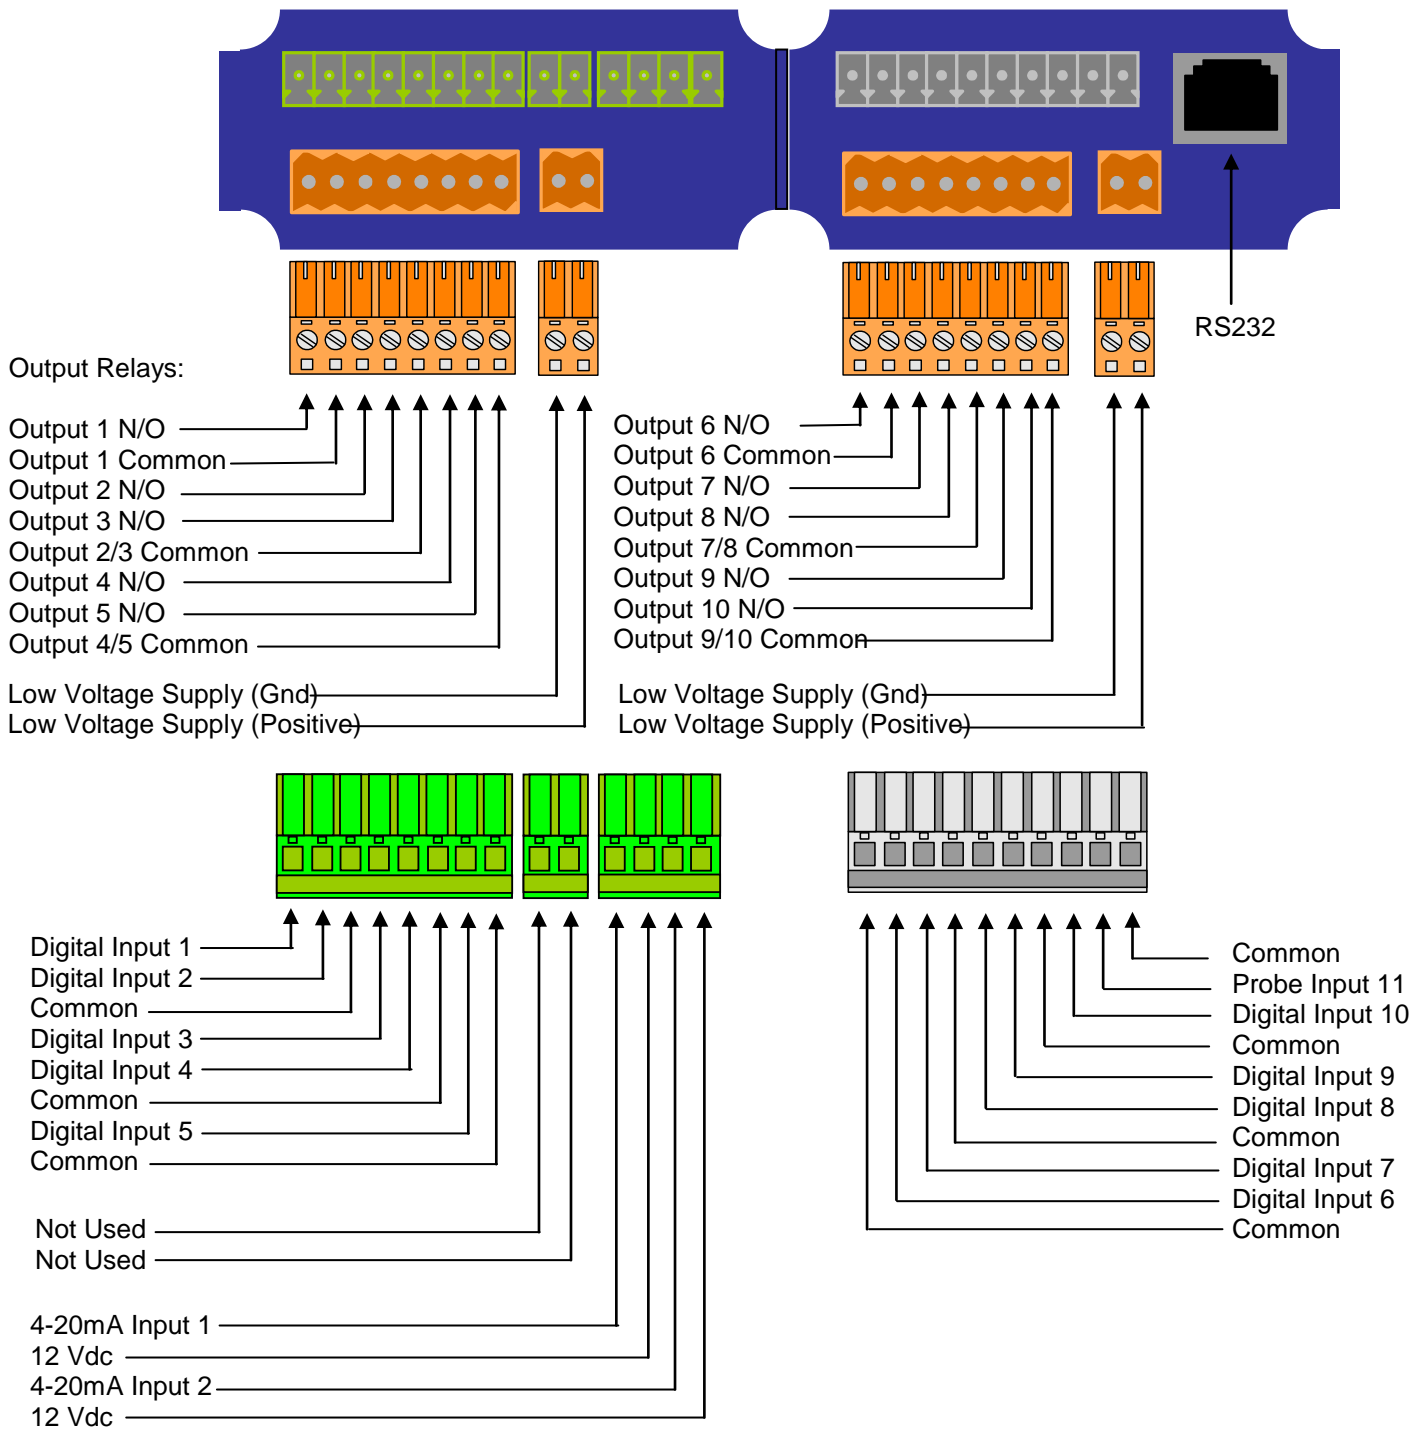 RS232
Output Relays:
Output 1 N/O
Output 1 Common
Output 2 N/O
Output 3 N/O
Output 2/3 Common
Output 4 N/O
Output 5 N/O
Output 4/5 Common
Low Voltage Supply (Gnd)
Low Voltage Supply (Positive)
Output 6 N/O
Output 6 Common
Output 7 N/O
Output 8 N/O
Output 7/8 Common
Output 9 N/O
Output 10 N/O
Output 9/10 Common
Low Voltage Supply (Gnd)
Low Voltage Supply (Positive)
Digital Input 1
Digital Input 2
Common
Digital Input 3
Digital Input 4
Common
Digital Input 5
Common
Not Used
Not Used
4-20mA Input 1
12 Vdc
4-20mA Input 2
12 Vdc
Common
Probe Input 11
Digital Input 10
Common
Digital Input 9
Digital Input 8
Common
Digital Input 7
Digital Input 6
Common